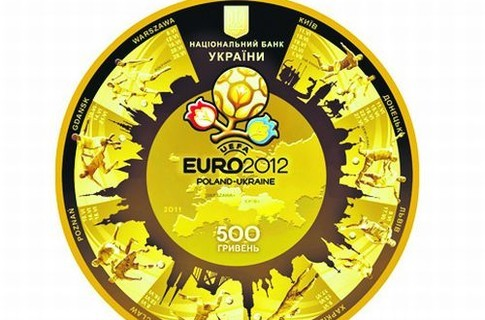 НАЦІОНАЛЬНИЙ БАНК
УКРАЇНИ
WARSZAWA
КИЇВ
GDAŃSK
ДОНЕЦЬК
UEFA
EURO2012
POLAND-UKRAINE
2011
500
ГРИВЕНЬ
POZNAŃ
ЛЬВІВ